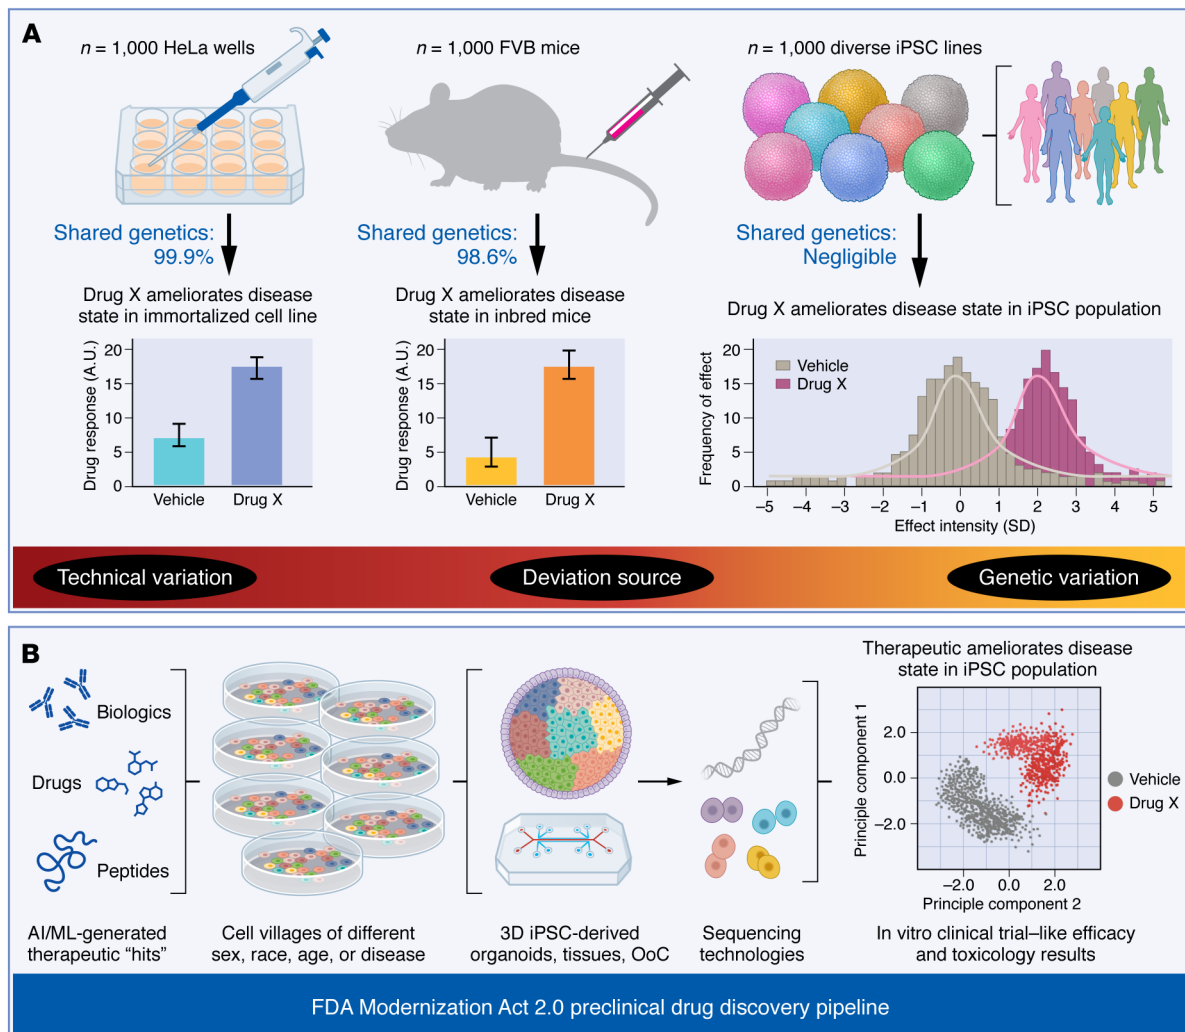 A
n = 1,000 HeLa wells
n = 1,000 FVB mice
n = 1,000 diverse iPSC lines
Shared genetics:
99.9%
Shared genetics:
98.6%
Shared genetics:
Negligible
Drug X ameliorates disease
state in immortalized cell line
Drug X ameliorates disease
state in inbred mice
Drug X ameliorates disease state in iPSC population
Drug response (A.U.)
20
15
10
5
0
Vehicle
Drug X
Drug response (A.U.)
20
15
10
5
0
Vehicle
Drug X
Frequency of effect
20
15
10
5
0
Vehicle
Drug X
–5 –4 –3 –2 –1 0 1 2 3 4 5
Effect intensity (SD)
Technical variation
Deviation source
Genetic variation
B
Biologics
Drugs
Peptides
AI/ML-generated
therapeutic “hits”
Cell villages of different
sex, race, age, or disease
3D iPSC-derived
organoids, tissues, OoC
Sequencing
technologies
Therapeutic ameliorates disease
state in iPSC population
Principle component 1
2.0
0.0
–2.0
–2.0 0.0 2.0
Principle component 2
Vehicle
Drug X
In vitro clinical trial–like efficacy
and toxicology results
FDA Modernization Act 2.0 preclinical drug discovery pipeline